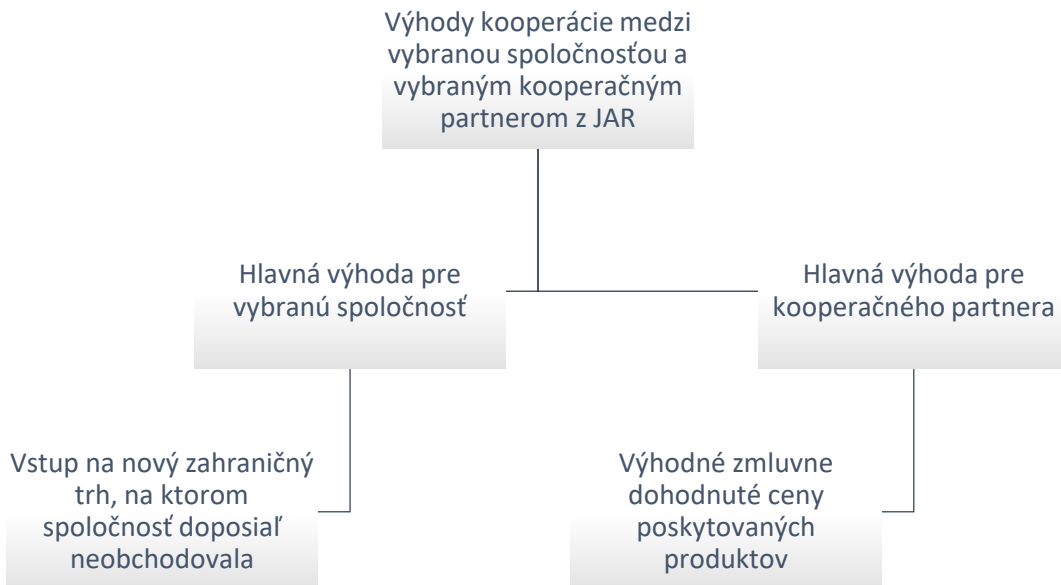 Výhody kooperácie medzi
vybranou spoločnosťou a
vybraným kooperačným
partnerom z JAR
Hlavná výhoda pre
vybranú spoločnosť
Hlavná výhoda pre
kooperačného partnera
Vstup na nový zahraničný
trh, na ktorom
spoločnosť doposiaľ
neobchodovala
Výhodné zmluvne
dohodnuté ceny
poskytovaných
produktov